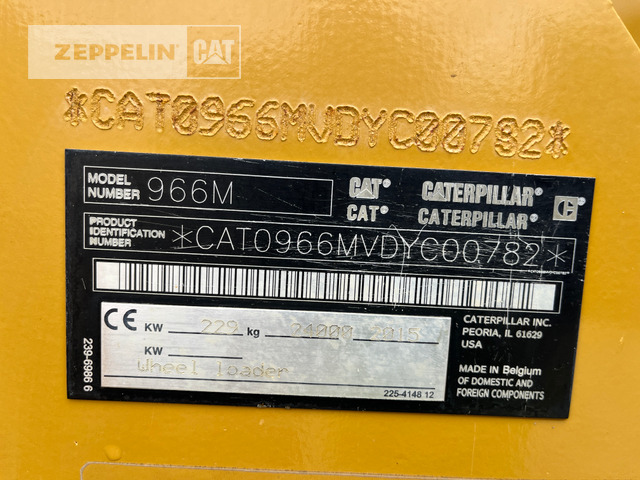 ZEPPELIN CAT
*CAT0966MVDYC00782*
MODEL NUMBER 966M
CAT® CATERPILLAR® C
CAT® CATERPILLAR®
PRODUCT IDENTIFICATION NUMBER *CAT0966MVDYC00782*
CE KW 229 kg 24000 2015
KW
Wheel loader
225-4148 12
239-6986 6
CATERPILLAR INC.
PEORIA, IL 61629
USA
MADE IN Belgium
OF DOMESTIC AND
FOREIGN COMPONENTS